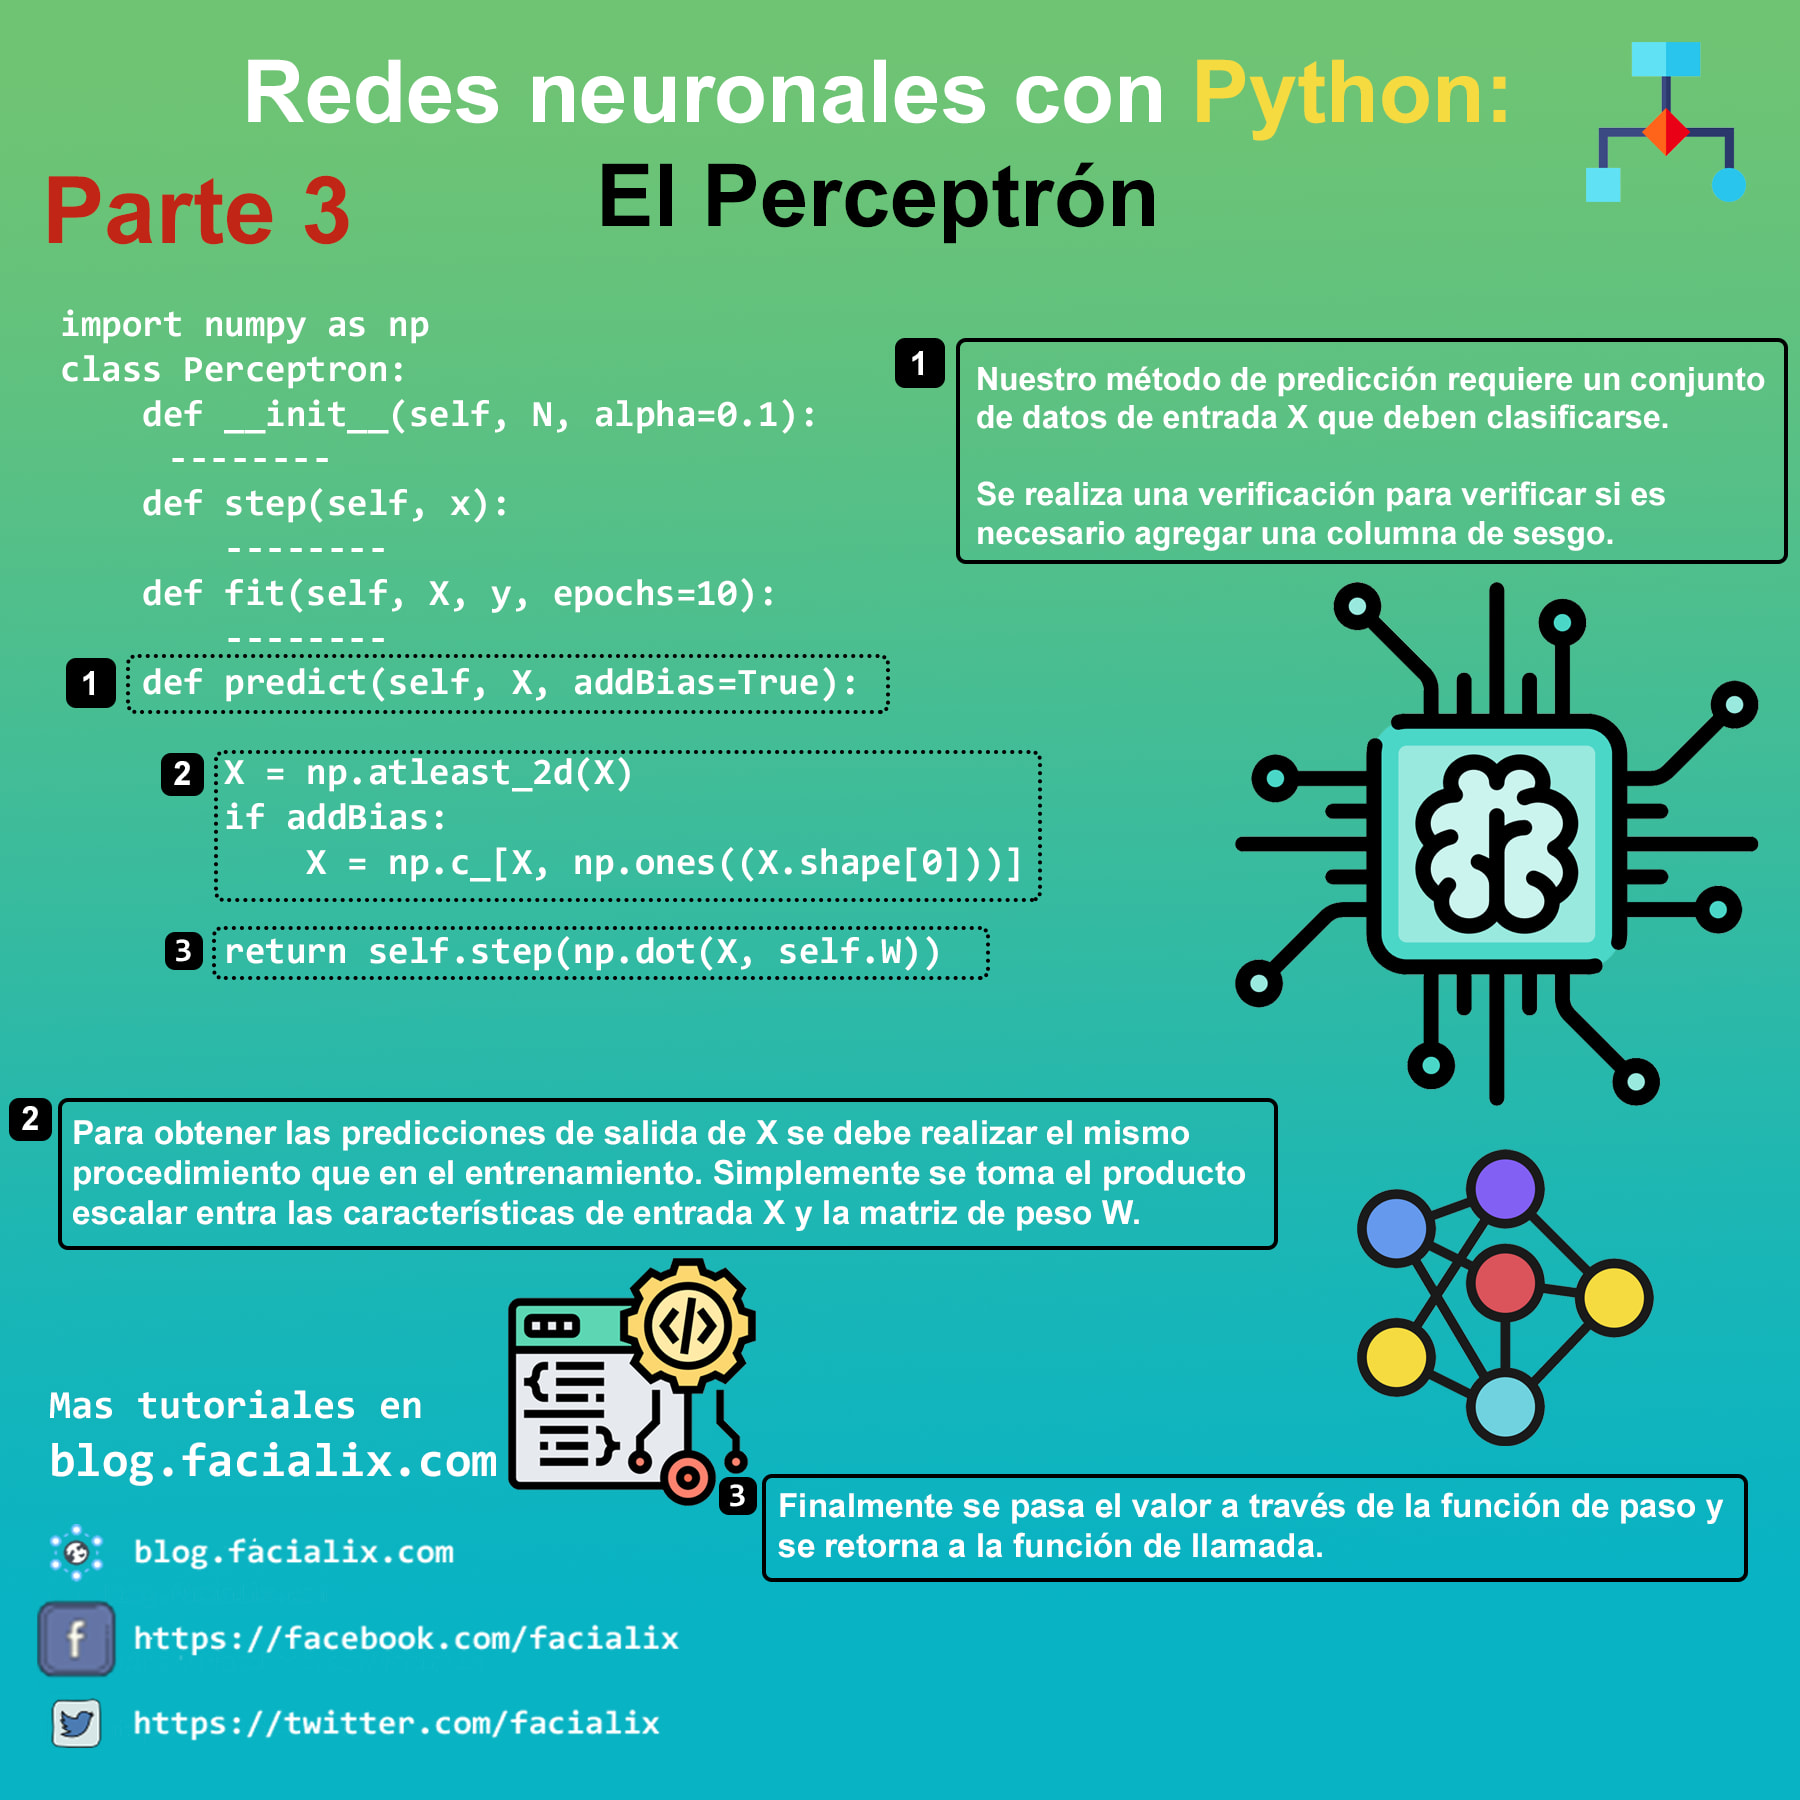 Redes neuronales con Python:
El Perceptrón
Parte 3
import numpy as np
class Perceptron:
    def __init__(self, N, alpha=0.1):
     --------
    def step(self, x):
        --------
    def fit(self, X, y, epochs=10):
        --------
1
    def predict(self, X, addBias=True):
2
        X = np.atleast_2d(X)
        if addBias:
            X = np.c_[X, np.ones((X.shape[0]))]
3
        return self.step(np.dot(X, self.W))
1
Nuestro método de predicción requiere un conjunto
de datos de entrada X que deben clasificarse.
Se realiza una verificación para verificar si es
necesario agregar una columna de sesgo.
2
Para obtener las predicciones de salida de X se debe realizar el mismo
procedimiento que en el entrenamiento. Simplemente se toma el producto
escalar entra las características de entrada X y la matriz de peso W.
3
Finalmente se pasa el valor a través de la función de paso y
se retorna a la función de llamada.
Mas tutoriales en
blog.facialix.com
blog.facialix.com
https://facebook.com/facialix
https://twitter.com/facialix